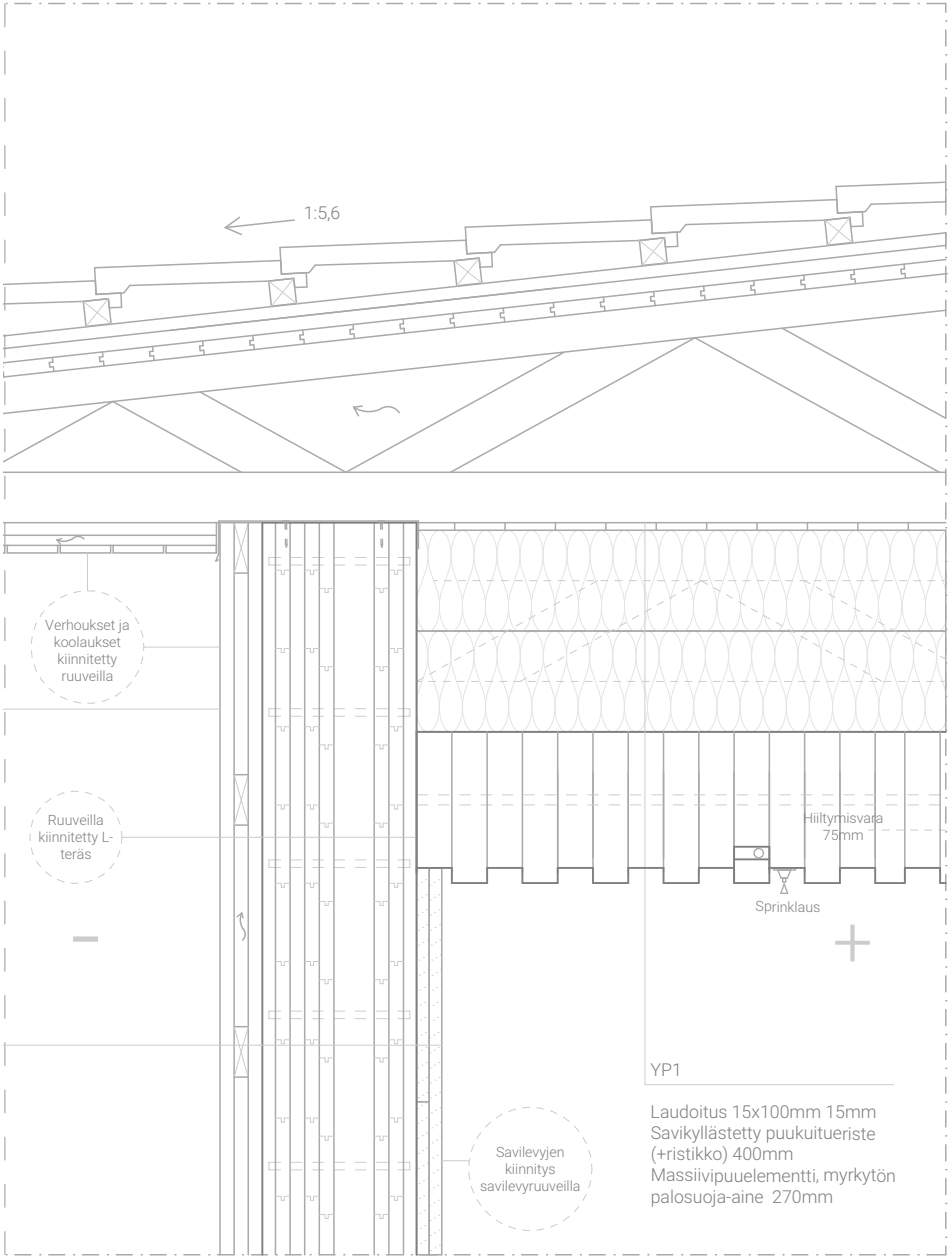 1:5,6
Verhoukset ja
koolaukset
kiinnitetty
ruuveilla
Ruuveilla
kiinnitetty L-
teräs
Hiiltymisvara
75mm
Sprinklaus
YP1
Laudoitus 15x100mm 15mm
Savikyllästetty puukuitueriste
(+ristikko) 400mm
Massiivipuuelementti, myrkytön
palosuoja-aine 270mm
Savilevyjen
kiinnitys
savilevyruuveilla